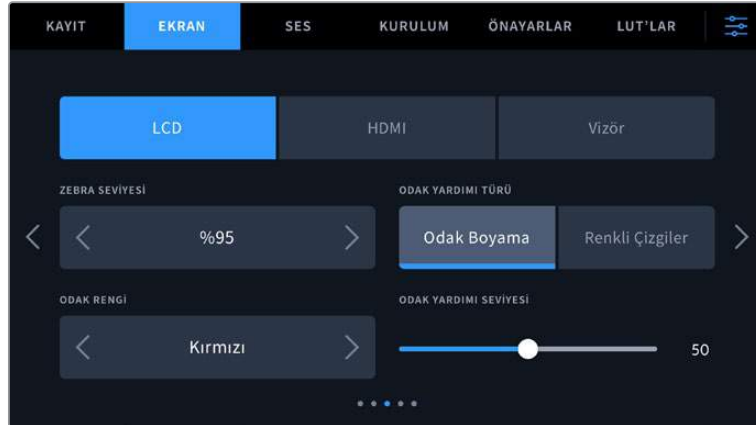 KAYIT EKRAN SES KURULUM ÖNAYARLAR LUT’LAR
LCD HDMI Vizör
ZEBRA SEVİYESİ ODAK YARDIMI TÜRÜ
%95 Odak Boyama Renkli Çizgiler
ODAK RENGİ ODAK YARDIMI SEVİYESİ
Kırmızı 50